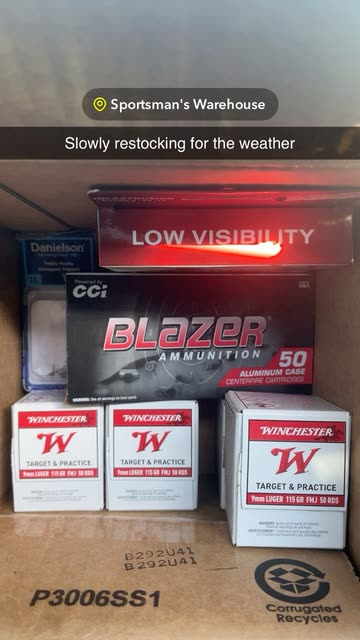 Sportsman's Warehouse
Slowly restocking for the weather
LOW VISIBILITY
Danielson
Powered by
CCI
BLAZER
AMMUNITION
50
ALUMINUM CASE
CENTERFIRE CARTRIDGES
WINCHESTER
W
TARGET & PRACTICE
9mm LUGER 115 GR FMJ 50 RDS
WINCHESTER
W
TARGET & PRACTICE
9mm LUGER 115 GR FMJ 50 RDS
WINCHESTER
W
TARGET & PRACTICE
9mm LUGER 115 GR FMJ 50 RDS
B292U41
B292U41
P3006SS1
Corrugated
Recycles